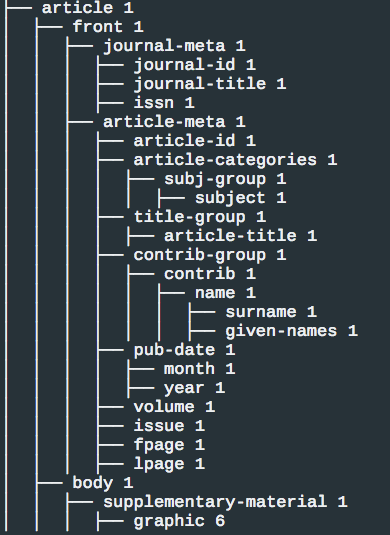 ├── article 1
│   ├── front 1
│   │   ├── journal-meta 1
│   │   │   ├── journal-id 1
│   │   │   ├── journal-title 1
│   │   │   ├── issn 1
│   │   ├── article-meta 1
│   │   │   ├── article-id 1
│   │   │   ├── article-categories 1
│   │   │   │   ├── subj-group 1
│   │   │   │   │   ├── subject 1
│   │   │   ├── title-group 1
│   │   │   │   ├── article-title 1
│   │   │   ├── contrib-group 1
│   │   │   │   ├── contrib 1
│   │   │   │   │   ├── name 1
│   │   │   │   │   │   ├── surname 1
│   │   │   │   │   │   ├── given-names 1
│   │   │   ├── pub-date 1
│   │   │   │   ├── month 1
│   │   │   │   ├── year 1
│   │   │   ├── volume 1
│   │   │   ├── issue 1
│   │   │   ├── fpage 1
│   │   │   ├── lpage 1
│   ├── body 1
│   │   ├── supplementary-material 1
│   │   │   ├── graphic 6